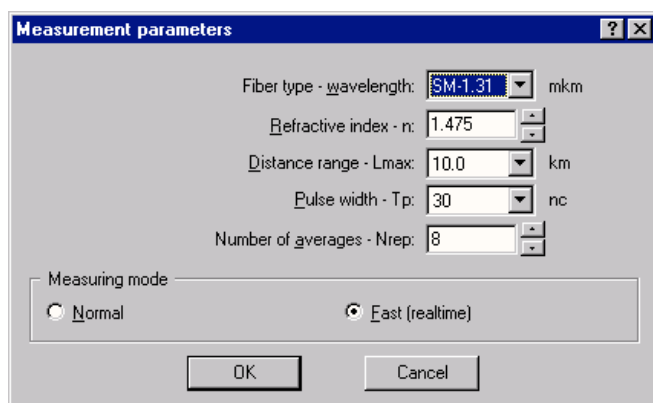 Measurement parameters
Fiber type - wavelength: SM-1.31 mkm
Refractive index - n: 1.475
Distance range - Lmax: 10.0 km
Pulse width - Tp: 30 nc
Number of averages - Nrep: 8
Measuring mode
Normal Fast (realtime)
OK Cancel